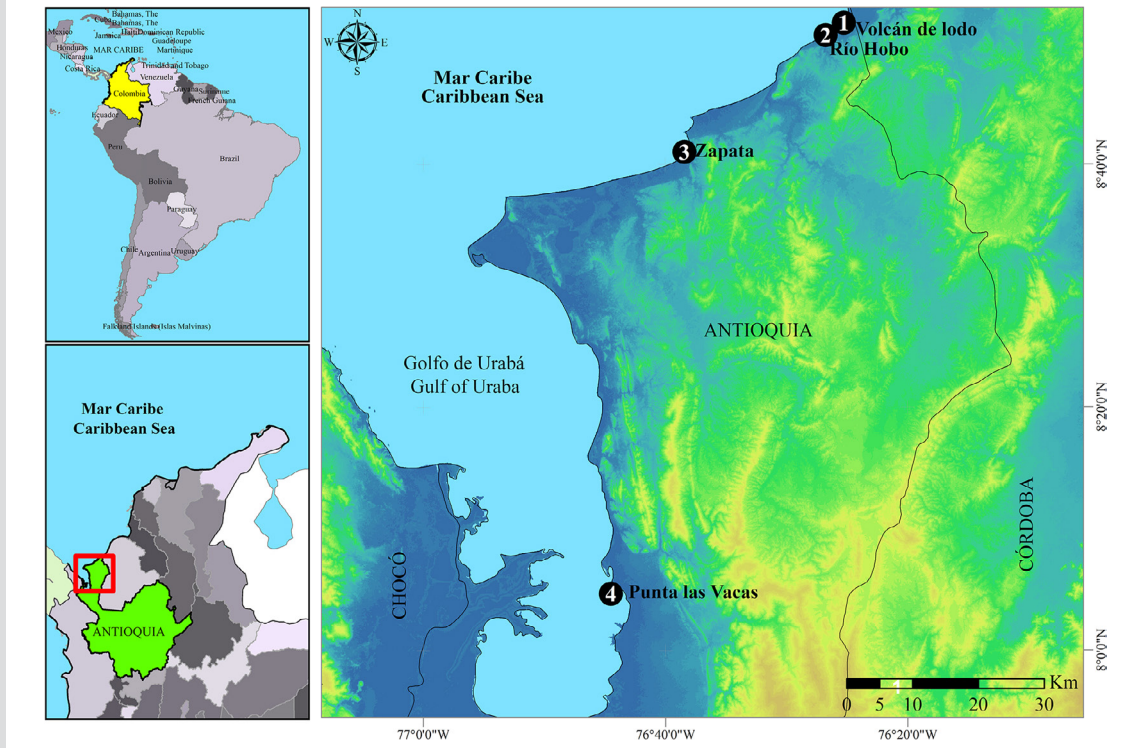 Bahamas, The
Cuba
Bahamas, The
Mexico
Jamaica
Haiti
Dominican Republic
Guadeloupe
Honduras
MAR CARIBE
Martinique
Nicaragua
Costa Rica
Trinidad and Tobago
Venezuela
Guyana
Suriname
French Guiana
Colombia
Ecuador
Peru
Brazil
Bolivia
Paraguay
Chile
Argentina
Uruguay
(Islas Malvinas)
Mar Caribe
Caribbean Sea
ANTIOQUIA
N
W
E
S
Mar Caribe
Caribbean Sea
1
Volcán de lodo
2
Río Hobo
3
Zapata
ANTIOQUIA
Golfo de Urabá
Gulf of Uraba
CHOCÓ
CÓRDOBA
4
Punta las Vacas
Km
0
5
10
20
30
8°40'0"N
8°20'0"N
8°0'0"N
77°0'0"W
76°40'0"W
76°20'0"W